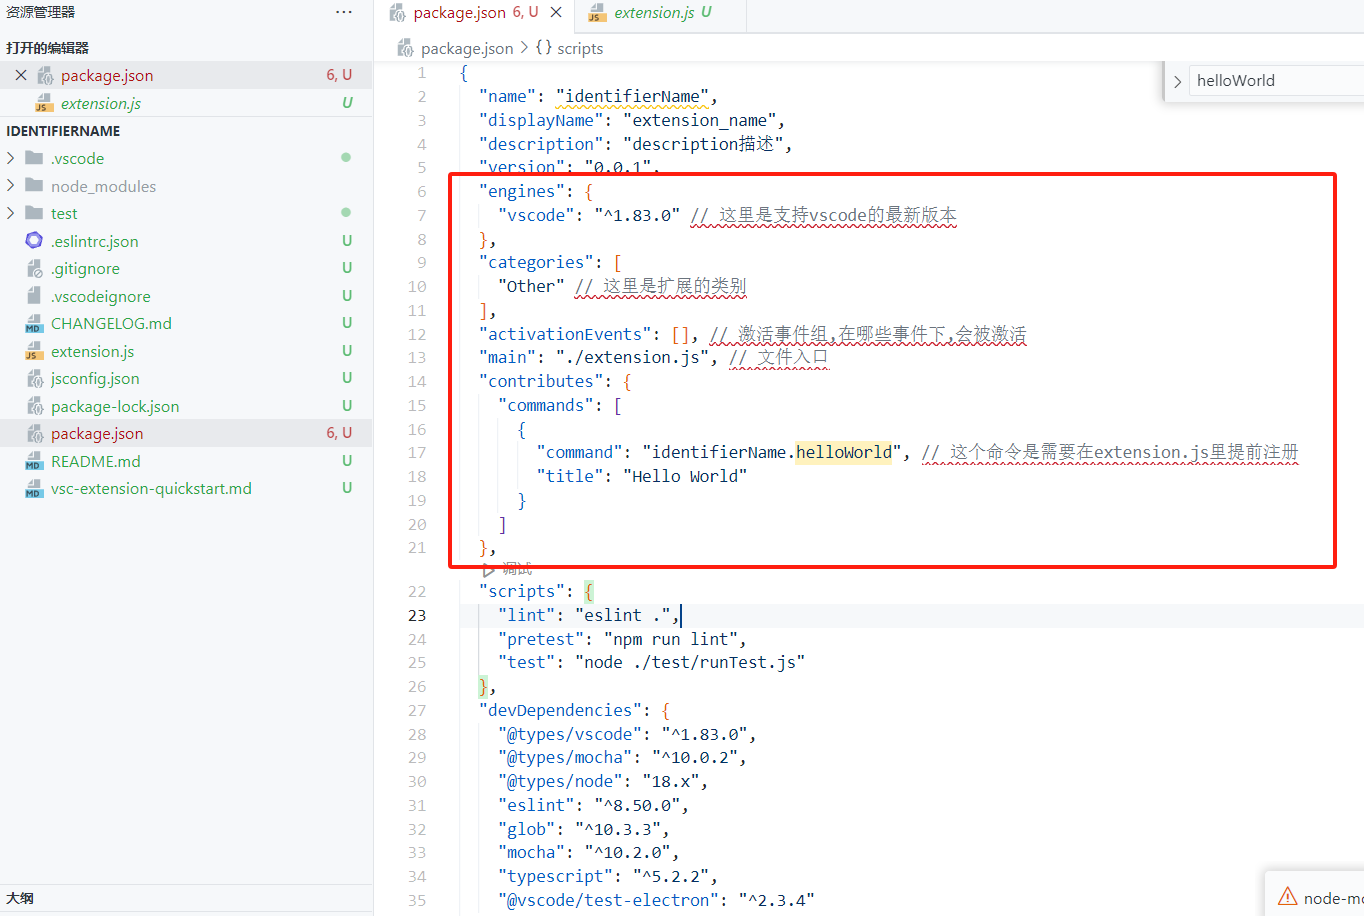 资源管理器 ···
打开的编辑器
package.json 6, U
extension.js U
IDENTIFIERNAME
.vscode
node_modules
test
.eslintrc.json U
.gitignore U
.vscodeignore U
CHANGELOG.md U
extension.js U
jsconfig.json U
package-lock.json U
package.json 6, U
README.md U
vsc-extension-quickstart.md U
大纲
package.json 6, U
extension.js U
package.json > {} scripts
helloWorld
1 {
2 "name": "identifierName",
3 "displayName": "extension_name",
4 "description": "description描述",
5 "version": "0.0.1",
6 "engines": {
7 "vscode": "^1.83.0" // 这里是支持vscode的最新版本
8 },
9 "categories": [
10 "Other" // 这里是扩展的类别
11 ],
12 "activationEvents": [], // 激活事件组,在哪些事件下,会被激活
13 "main": "./extension.js", // 文件入口
14 "contributes": {
15 "commands": [
16 {
17 "command": "identifierName.helloWorld", // 这个命令是需要在extension.js里提前注册
18 "title": "Hello World"
19 }
20 ]
21 },
调试
22 "scripts": {
23 "lint": "eslint .",
24 "pretest": "npm run lint",
25 "test": "node ./test/runTest.js"
26 },
27 "devDependencies": {
28 "@types/vscode": "^1.83.0",
29 "@types/mocha": "^10.0.2",
30 "@types/node": "18.x",
31 "eslint": "^8.50.0",
32 "glob": "^10.3.3",
33 "mocha": "^10.2.0",
34 "typescript": "^5.2.2",
35 "@vscode/test-electron": "^2.3.4"